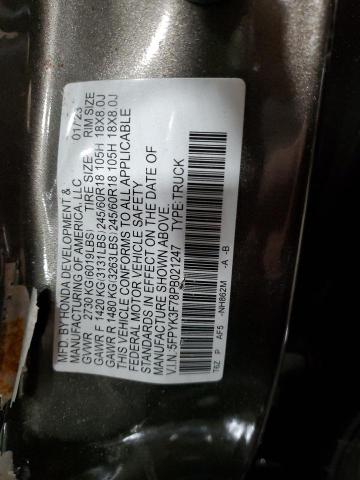 MFD. BY HONDA DEVELOPMENT &
MANUFACTURING OF AMERICA, LLC 01/23
GVWR 2730 KG(6019LBS) TIRE SIZE RIM SIZE
GAWR F 1420 KG(3131LBS) 245/60R18 105H 18X8.0J
GAWR R 1480 KG(3263LBS) 245/60R18 105H 18X8.0J
THIS VEHICLE CONFORMS TO ALL APPLICABLE
FEDERAL MOTOR VEHICLE SAFETY
STANDARDS IN EFFECT ON THE DATE OF
MANUFACTURE SHOWN ABOVE.
V.I.N. 5FPYK3F78PB021247 TYPE:TRUCK
T6Z P AF5 -NH862M -A -B